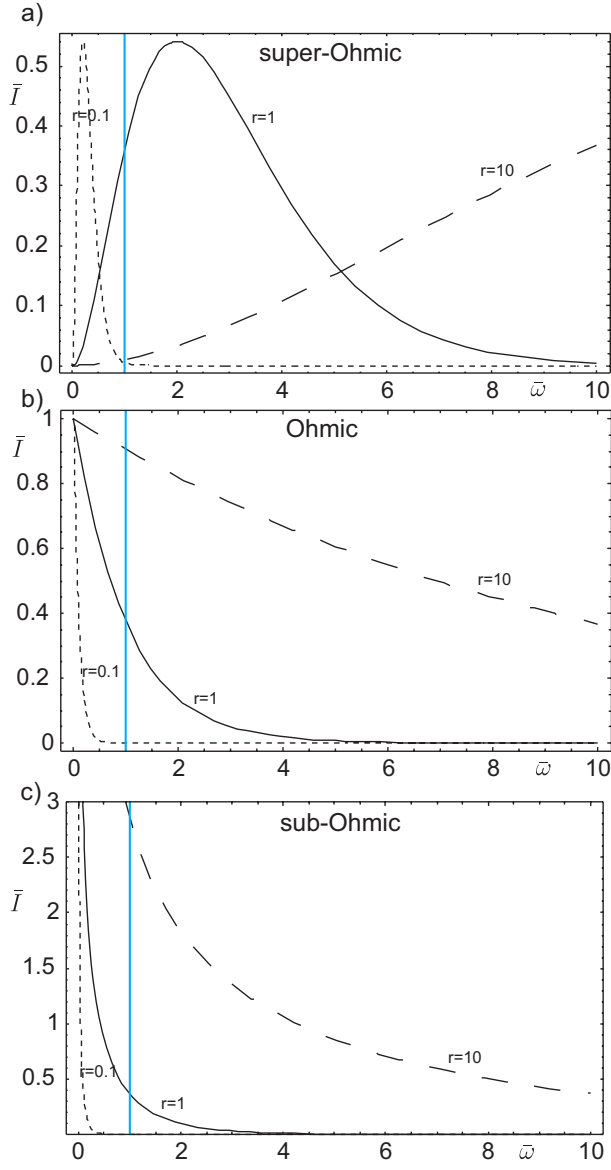 a)
super-Ohmic
0.5
Ī
r=0.1
r=1
0.4
r=10
0.3
0.2
0.1
0
0 2 4 6 8 ω̄ 10
b)
1
Ohmic
Ī
0.8
0.6
r=10
0.4
r=0.1
0.2
r=1
0
0 2 4 6 8 ω̄ 10
c)
3
sub-Ohmic
2.5
Ī
2
1.5
1
r=0.1
r=10
0.5
r=1
0 2 4 6 8 ω̄ 10